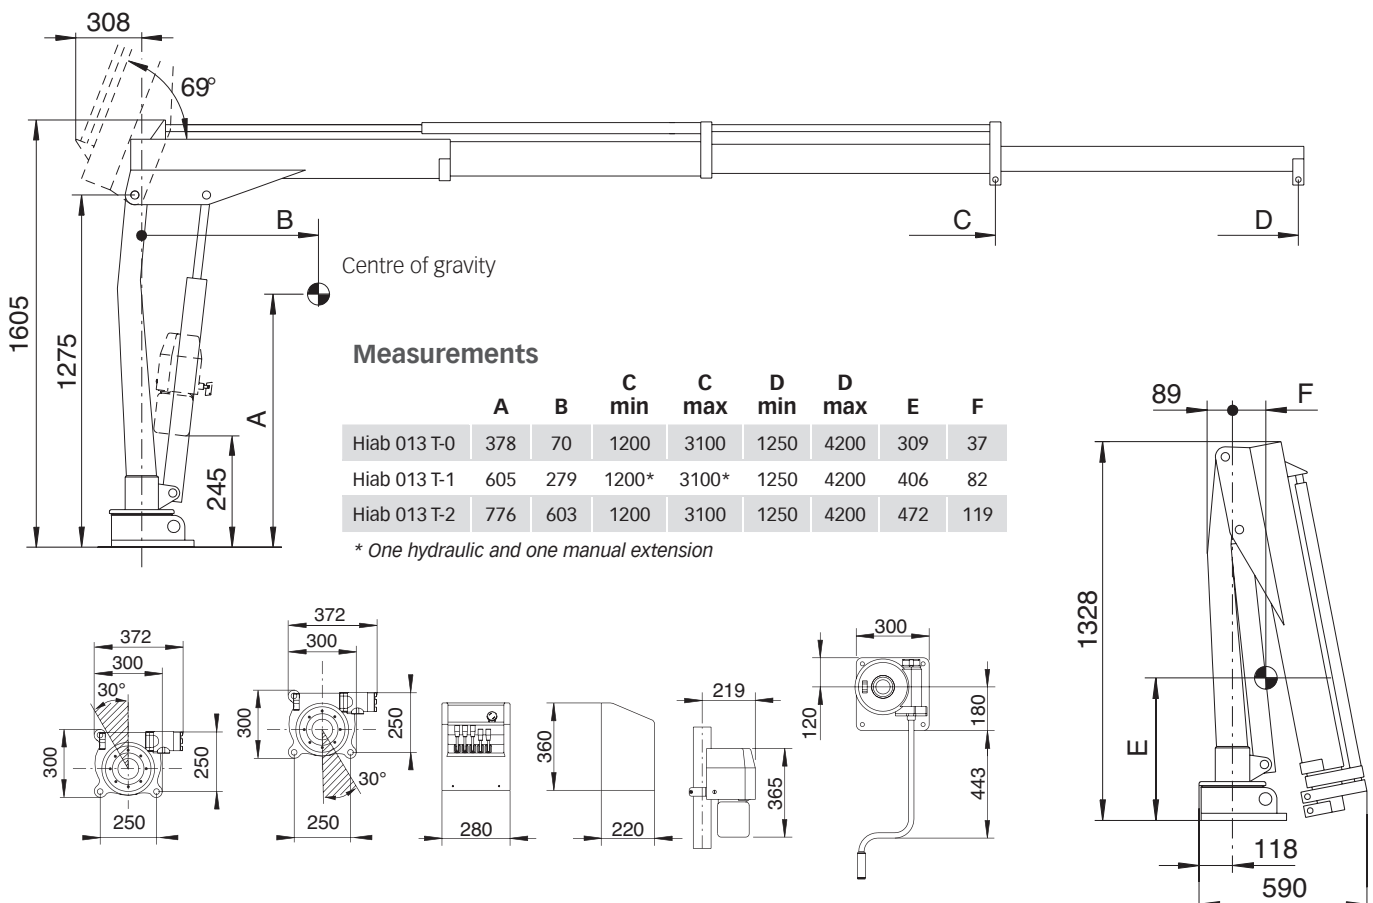 308
69°
B
C
D
Centre of gravity
1605
1275
A
245
Measurements
A B C min C max D min D max E F
Hiab 013 T-0 378 70 1200 3100 1250 4200 309 37
Hiab 013 T-1 605 279 1200* 3100* 1250 4200 406 82
Hiab 013 T-2 776 603 1200 3100 1250 4200 472 119
* One hydraulic and one manual extension
89 F
1328
E
118
590
372
300
30°
300
250
250
372
300
300
250
30°
250
280
360
220
219
365
300
120
180
443